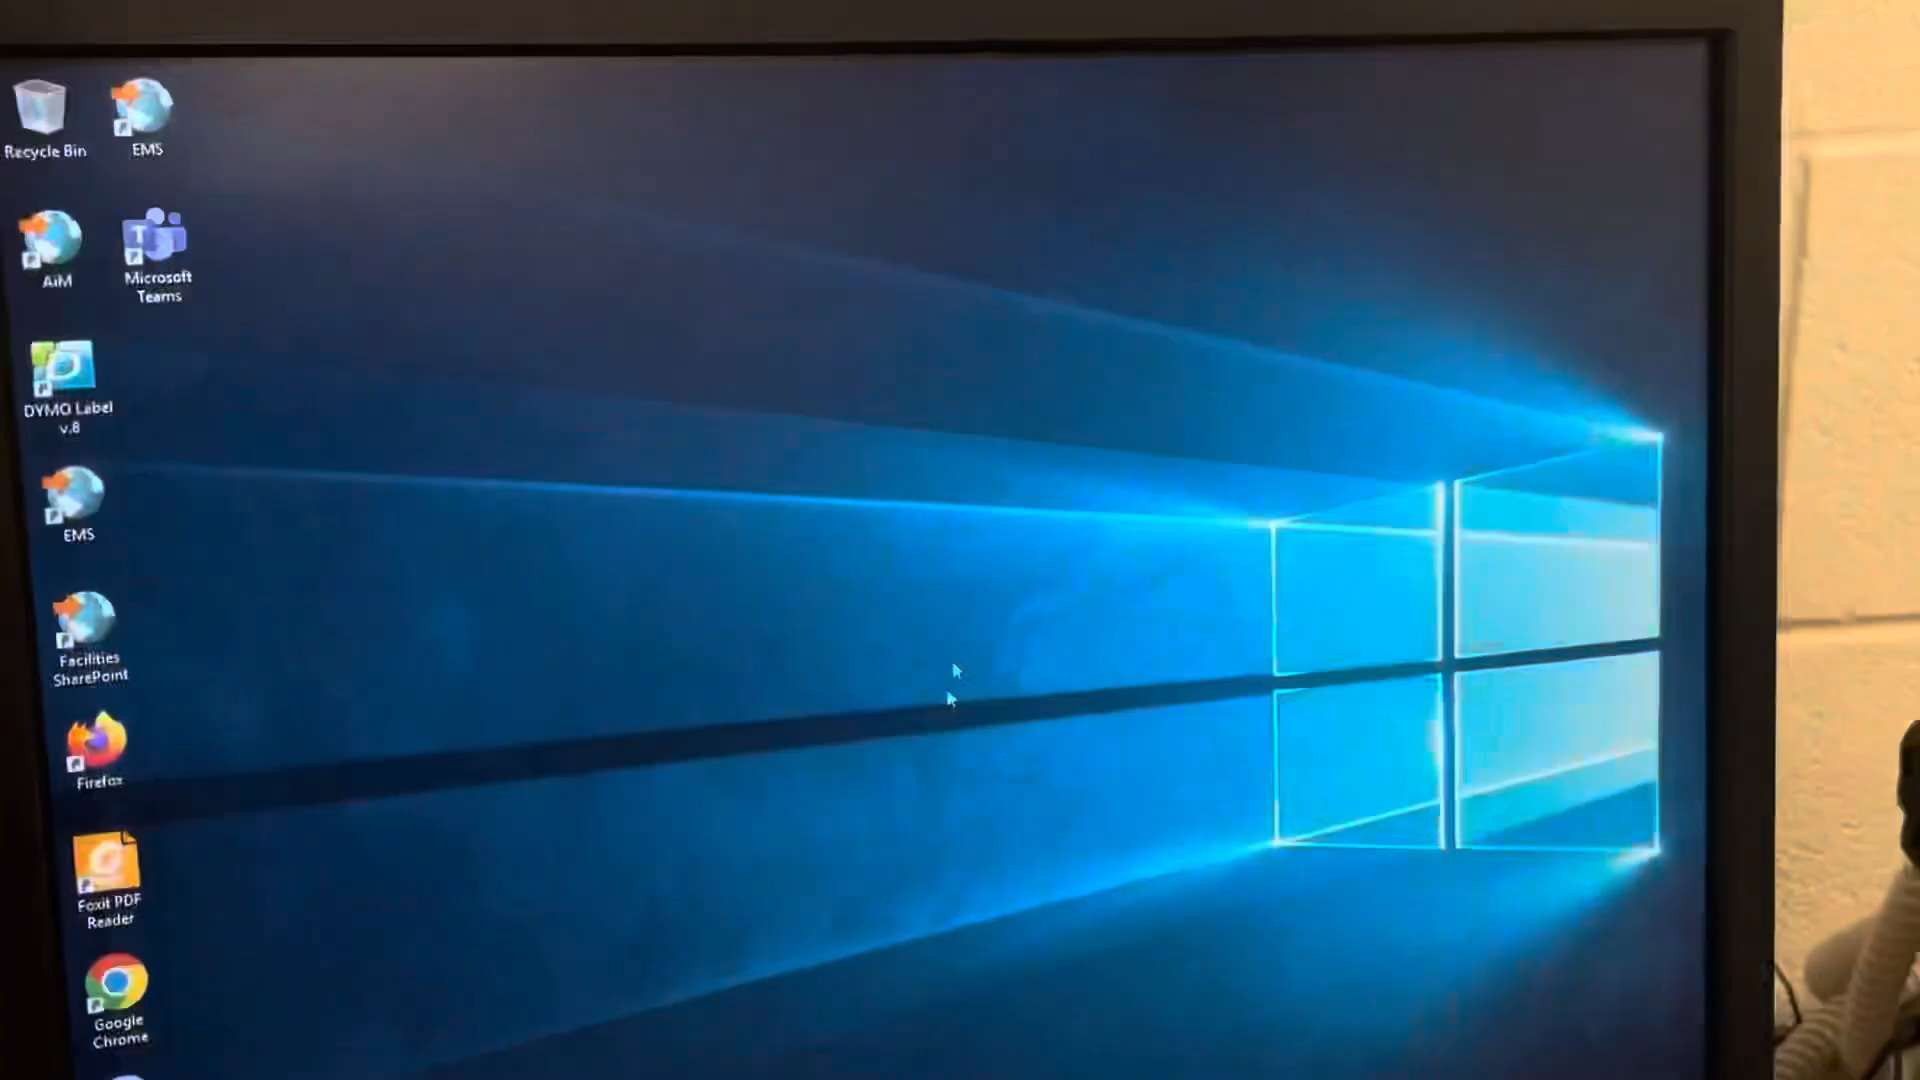 Recycle Bin
EMS
AiM
Microsoft
Teams
DYMO Label
v.8
EMS
Facilities
SharePoint
Firefox
Foxit PDF
Reader
Google
Chrome